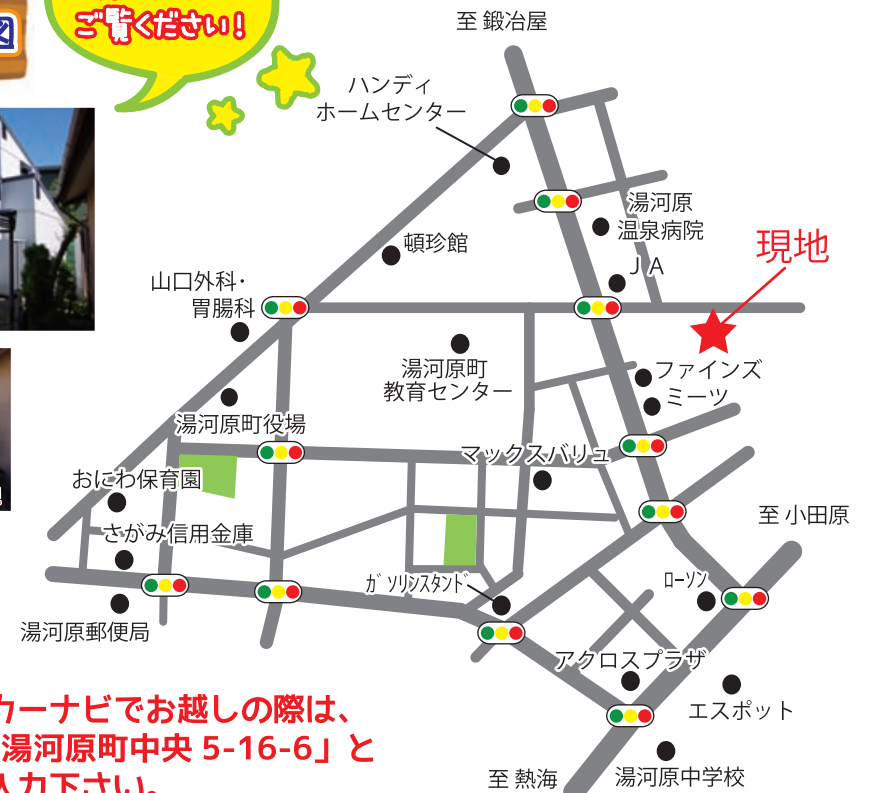 図
ご覧ください！
至 鍛冶屋
ハンディ
ホームセンター
湯河原
温泉病院
頓珍館
ＪＡ
現地
山口外科・
胃腸科
湯河原町
教育センター
ファインズ
ミーツ
湯河原町役場
マックスバリュ
おにわ保育園
さがみ信用金庫
至 小田原
ｶﾞｿﾘﾝｽﾀﾝﾄﾞ
ﾛｰｿﾝ
湯河原郵便局
アクロスプラザ
エスポット
湯河原中学校
至 熱海
カーナビでお越しの際は、
湯河原町中央 5-16-6」と
入力下さい。